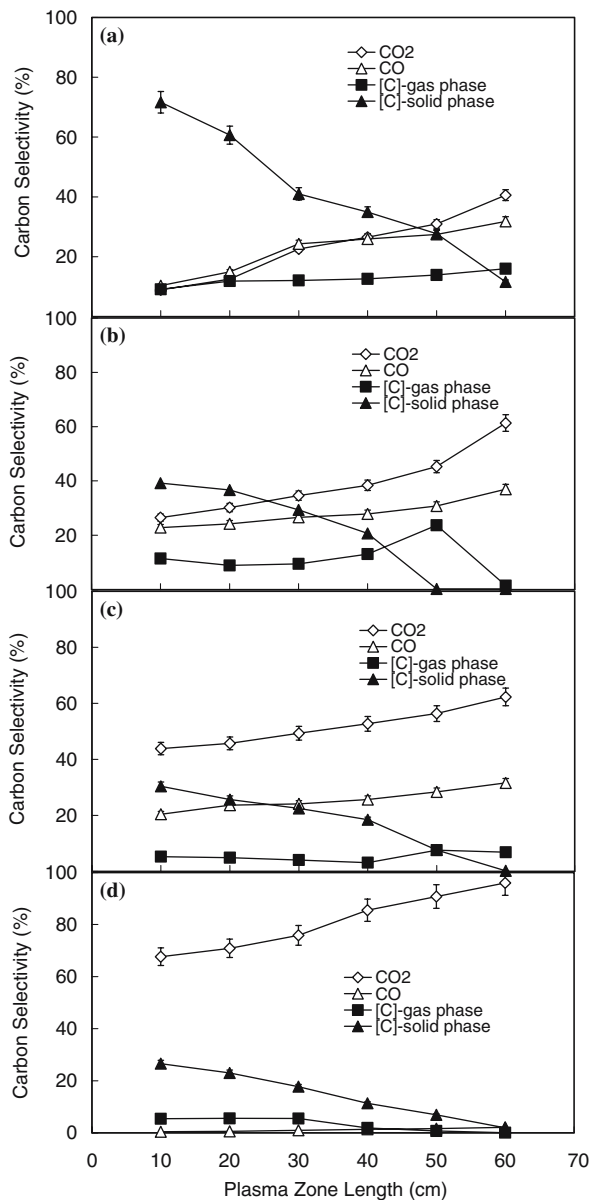 100
(a)
CO2
CO
[C]-gas phase
[C]-solid phase
80
60
40
20
Carbon Selectivity (%)
100
(b)
CO2
CO
[C]-gas phase
[C]-solid phase
80
60
40
20
Carbon Selectivity (%)
100
(c)
CO2
CO
[C]-gas phase
[C]-solid phase
80
60
40
20
Carbon Selectivity (%)
100
(d)
CO2
CO
[C]-gas phase
[C]-solid phase
80
60
40
20
0
Carbon Selectivity (%)
0 10 20 30 40 50 60 70
Plasma Zone Length (cm)